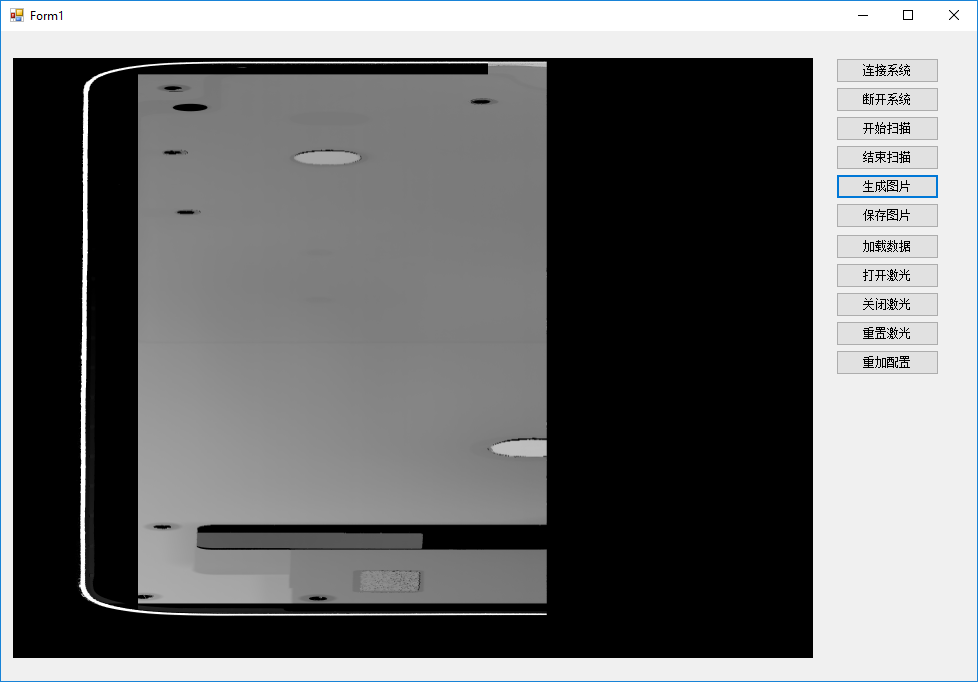 Form1
连接系统
断开系统
开始扫描
结束扫描
生成图片
保存图片
加载数据
打开激光
关闭激光
重置激光
重加配置